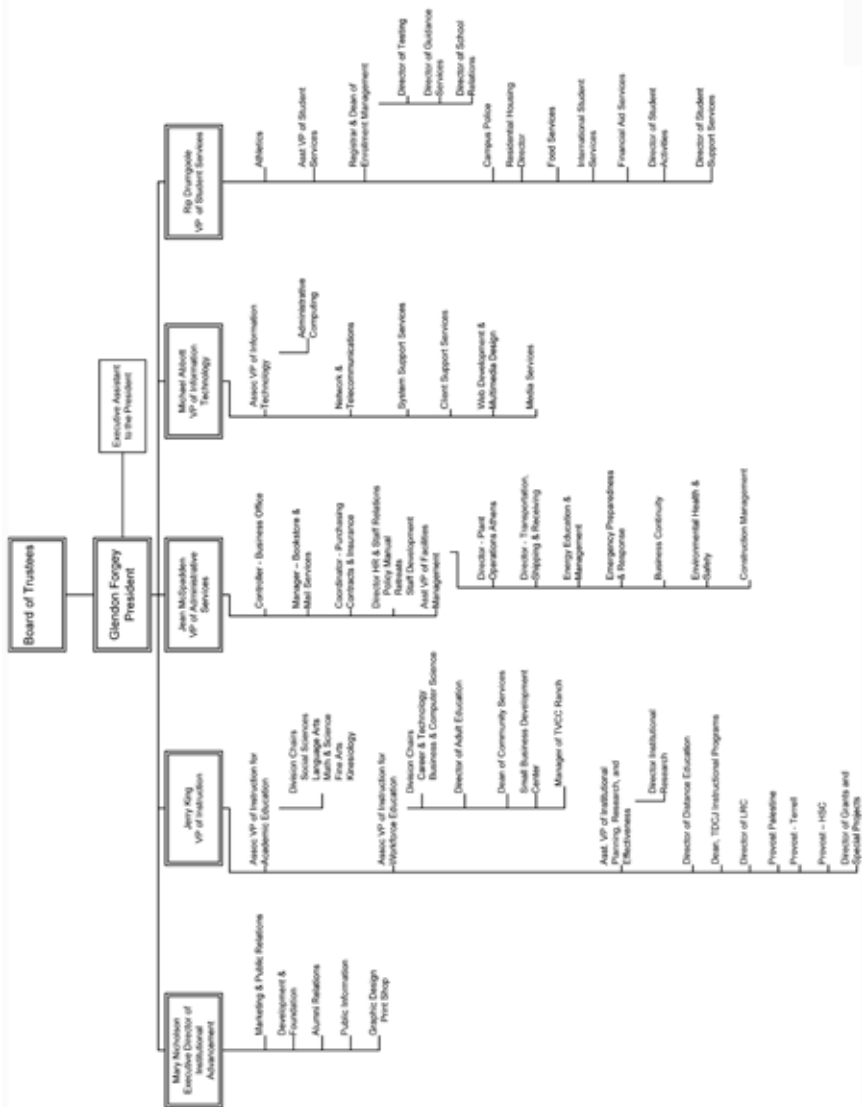 Board of Trustees
Glendon Forgey
President
Executive Assistant
to the President
Mary Nicholson
Executive Director of
Institutional
Advancement
Marketing & Public Relations
Development &
Foundation
Alumni Relations
Public Information
Graphic Design
Print Shop
Jerry King
VP of Instruction
Assoc VP of Instruction for
Academic Education
Division Chairs
Social Sciences
Language Arts
Math & Science
Fine Arts
Kinesiology
Assoc VP of Instruction for
Workforce Education
Division Chairs
Career & Technology
Business & Computer Science
Director of Adult Education
Dean of Community Services
Small Business Development
Center
Manager of TVCC Ranch
Asst. VP of Institutional
Planning, Research, and
Effectiveness
Director Institutional
Research
Director of Distance Education
Dean, TDCJ Instructional Programs
Director of LRC
Provost Palestine
Provost - Terrell
Provost – HSC
Director of Grants and
Special Projects
Jean McSpadden
VP of Administrative
Services
Controller - Business Office
Manager – Bookstore &
Mail Services
Coordinator - Purchasing
Contracts & Insurance
Director HR & Staff Relations
Policy Manual
Retreats
Staff Development
Asst VP of Facilities
Management
Director - Plant
Operations Athens
Director - Transportation,
Shipping & Receiving
Energy Education &
Management
Emergency Preparedness
& Response
Business Continuity
Environmental Health &
Safety
Construction Management
Michael Abbott
VP of Information
Technology
Assoc VP of Information
Technology
Administrative
Computing
Network &
Telecommunications
System Support Services
Client Support Services
Web Development &
Multimedia Design
Media Services
Rip Drumgoole
VP of Student Services
Athletics
Asst VP of Student
Services
Registrar & Dean of
Enrollment Management
Director of Testing
Director of Guidance
Services
Director of School
Relations
Campus Police
Residential Housing
Director
Food Services
International Student
Services
Financial Aid Services
Director of Student
Activities
Director of Student
Support Services